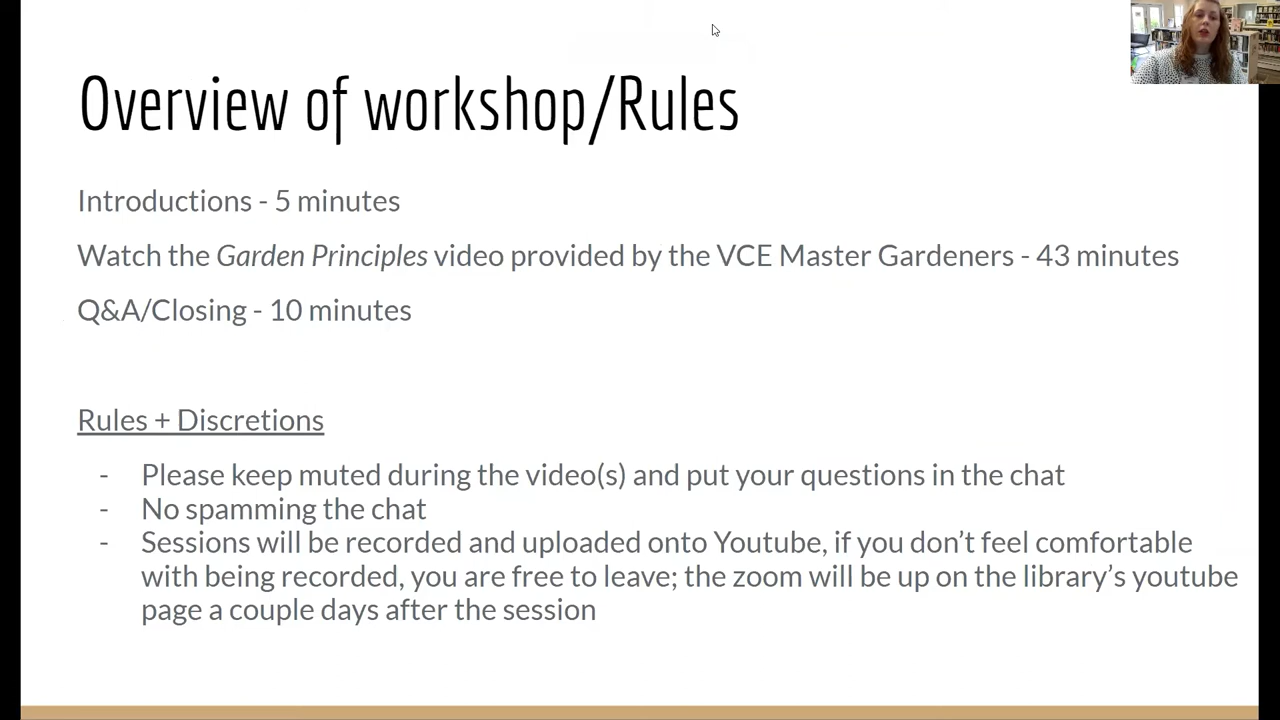 Overview of workshop/Rules
Introductions - 5 minutes
Watch the Garden Principles video provided by the VCE Master Gardeners - 43 minutes
Q&A/Closing - 10 minutes
Rules + Discretions
- Please keep muted during the video(s) and put your questions in the chat
- No spamming the chat
- Sessions will be recorded and uploaded onto Youtube, if you don’t feel comfortable
with being recorded, you are free to leave; the zoom will be up on the library’s youtube
page a couple days after the session